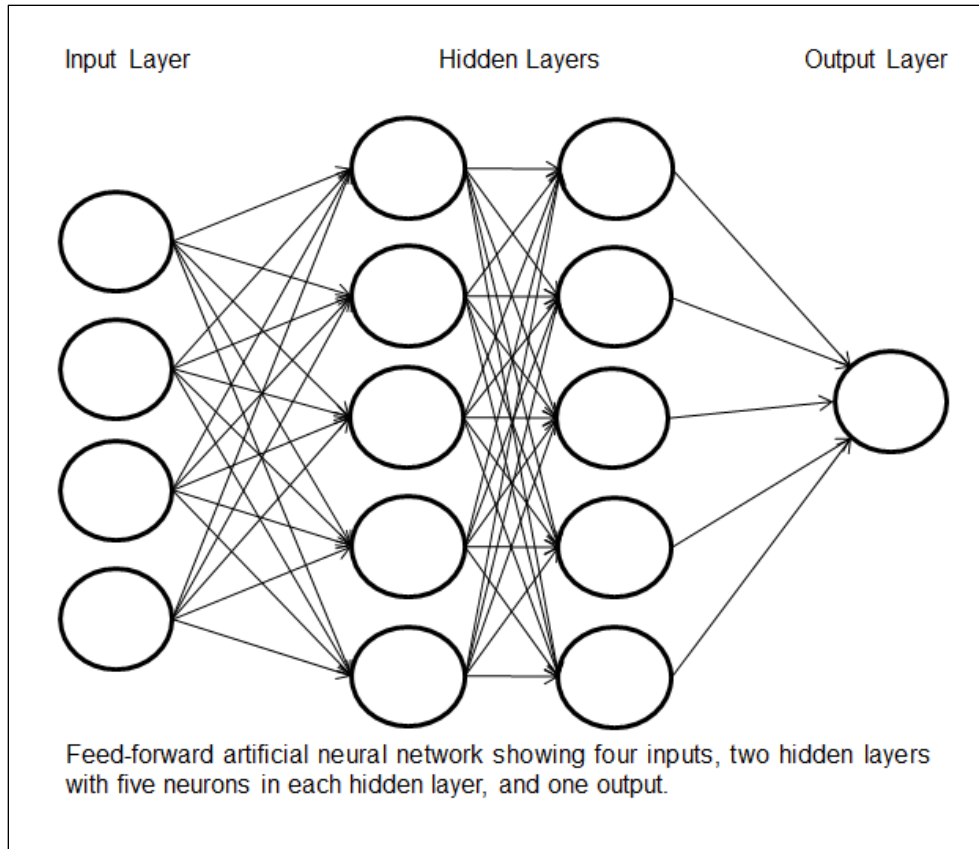 Input Layer
Hidden Layers
Output Layer
Feed-forward artificial neural network showing four inputs, two hidden layers
with five neurons in each hidden layer, and one output.